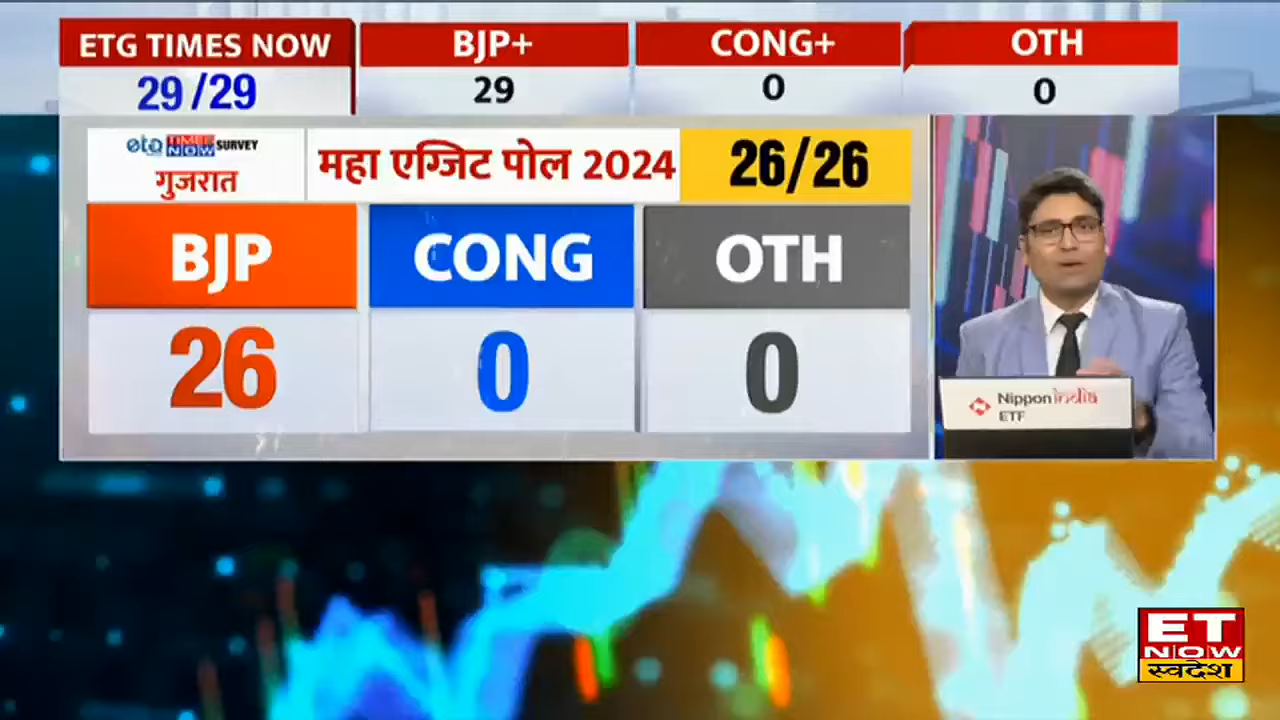 ETG TIMES NOW
BJP+
CONG+
OTH
29/29
29
0
0
etg TIMES NOW SURVEY
गुजरात
महा एग्जिट पोल 2024
26/26
BJP
CONG
OTH
26
0
0
Nippon india
ETF
ET
NOW
स्वदेश